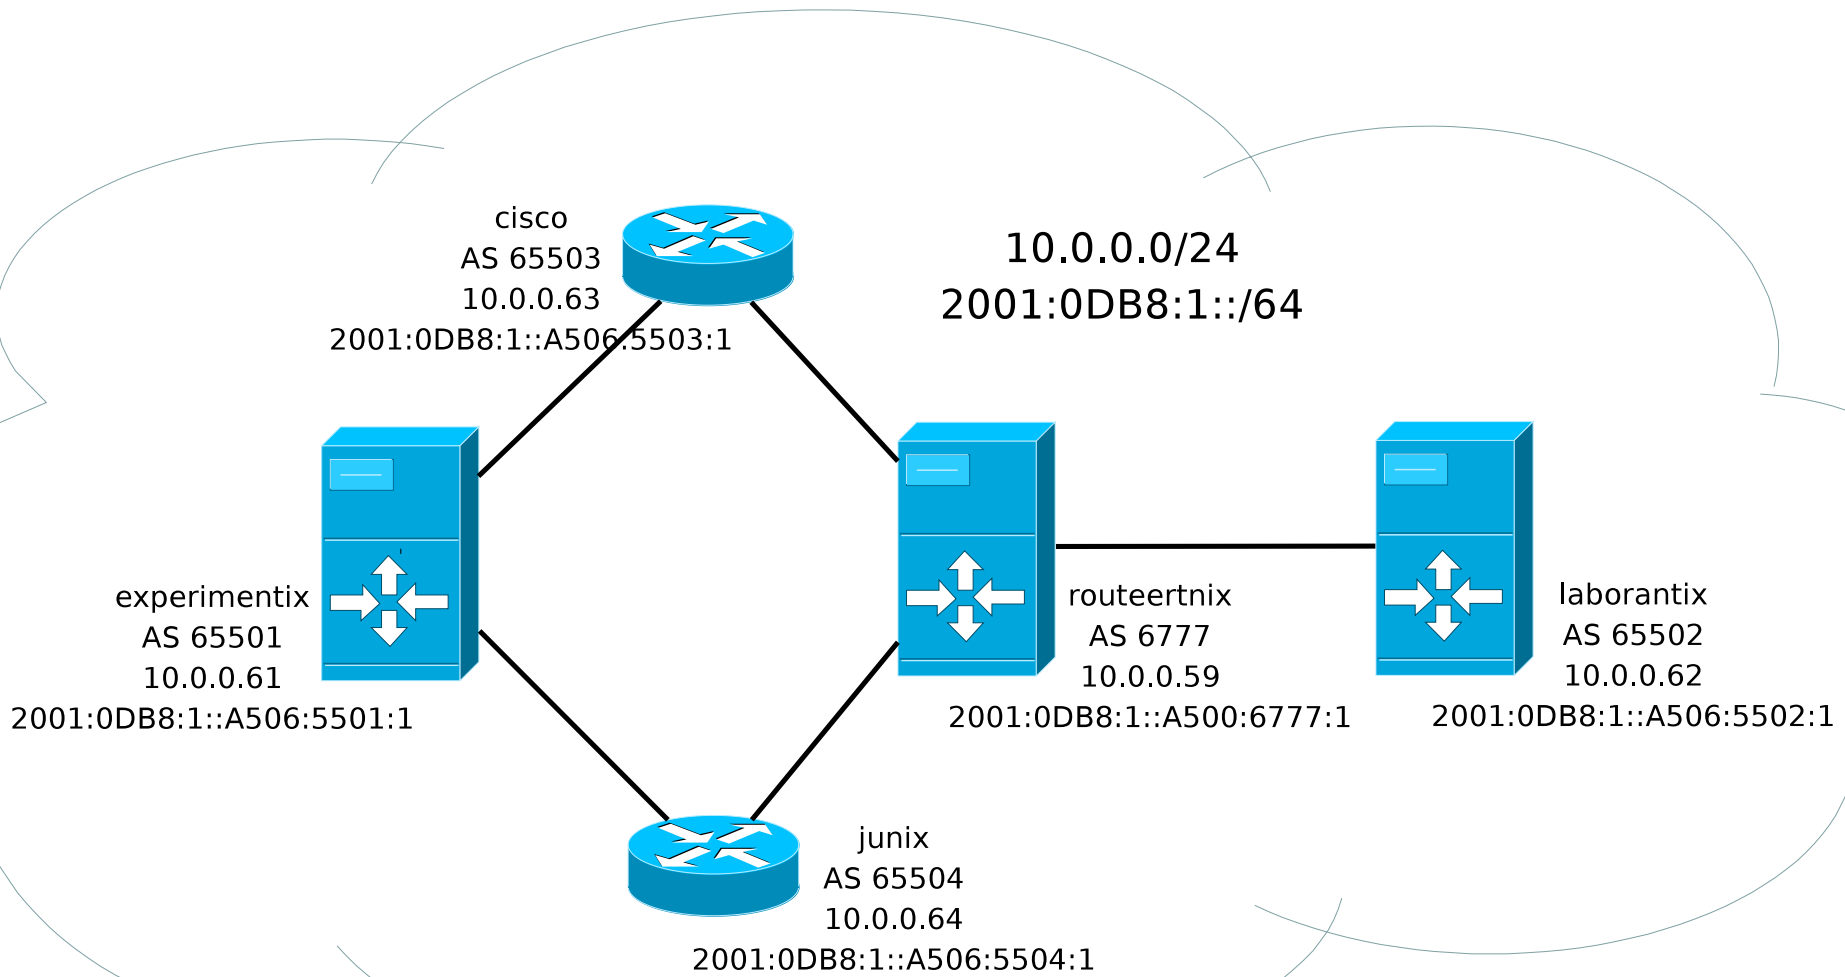 cisco
AS 65503
10.0.0.63
2001:0DB8:1::A506:5503:1
10.0.0.0/24
2001:0DB8:1::/64
experimentix
AS 65501
10.0.0.61
2001:0DB8:1::A506:5501:1
routeertnix
AS 6777
10.0.0.59
2001:0DB8:1::A500:6777:1
laborantix
AS 65502
10.0.0.62
2001:0DB8:1::A506:5502:1
junix
AS 65504
10.0.0.64
2001:0DB8:1::A506:5504:1